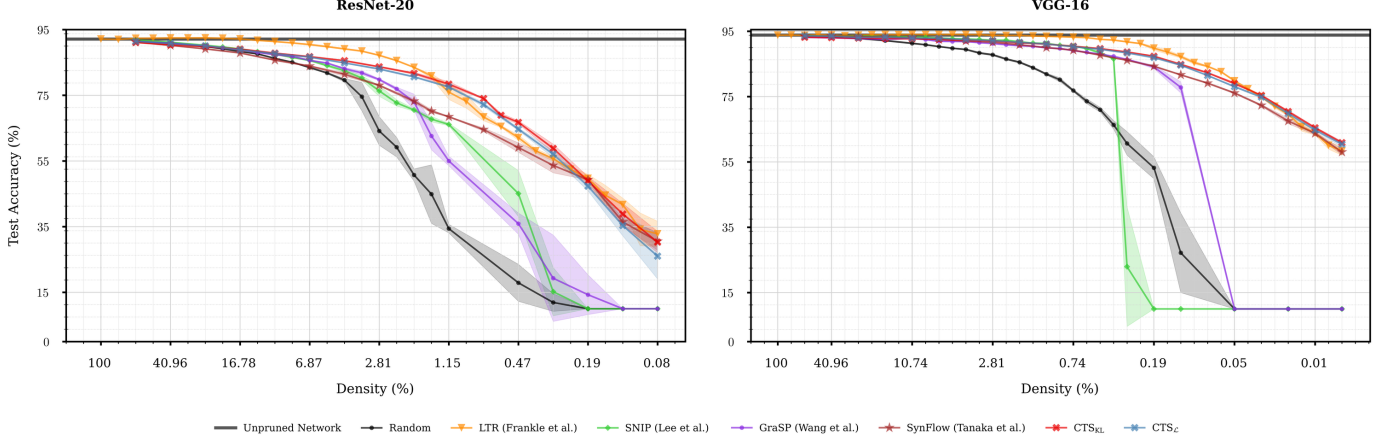 ResNet-20
VGG-16
95
75
55
35
15
0
Test Accuracy (%)
100 40.96 16.78 6.87 2.81 1.15 0.47 0.19 0.08
Density (%)
95
75
55
35
15
0
100 40.96 10.74 2.81 0.74 0.19 0.05 0.01
Density (%)
Unpruned Network Random LTR (Frankle et al.) SNIP (Lee et al.) GraSP (Wang et al.) SynFlow (Tanaka et al.) CTS_KL CTS_ℒ